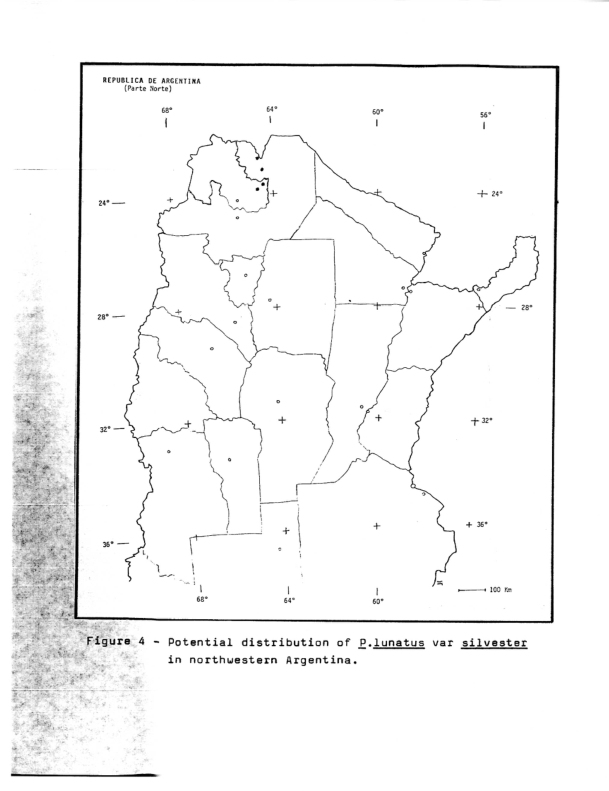 REPUBLICA DE ARGENTINA
(Parte Norte)
68° 64° 60° 56°
24° 24°
28° 28°
32° 32°
36° 36°
68° 64° 60°
100 Km
Figure 4 - Potential distribution of P.lunatus var silvester
in northwestern Argentina.